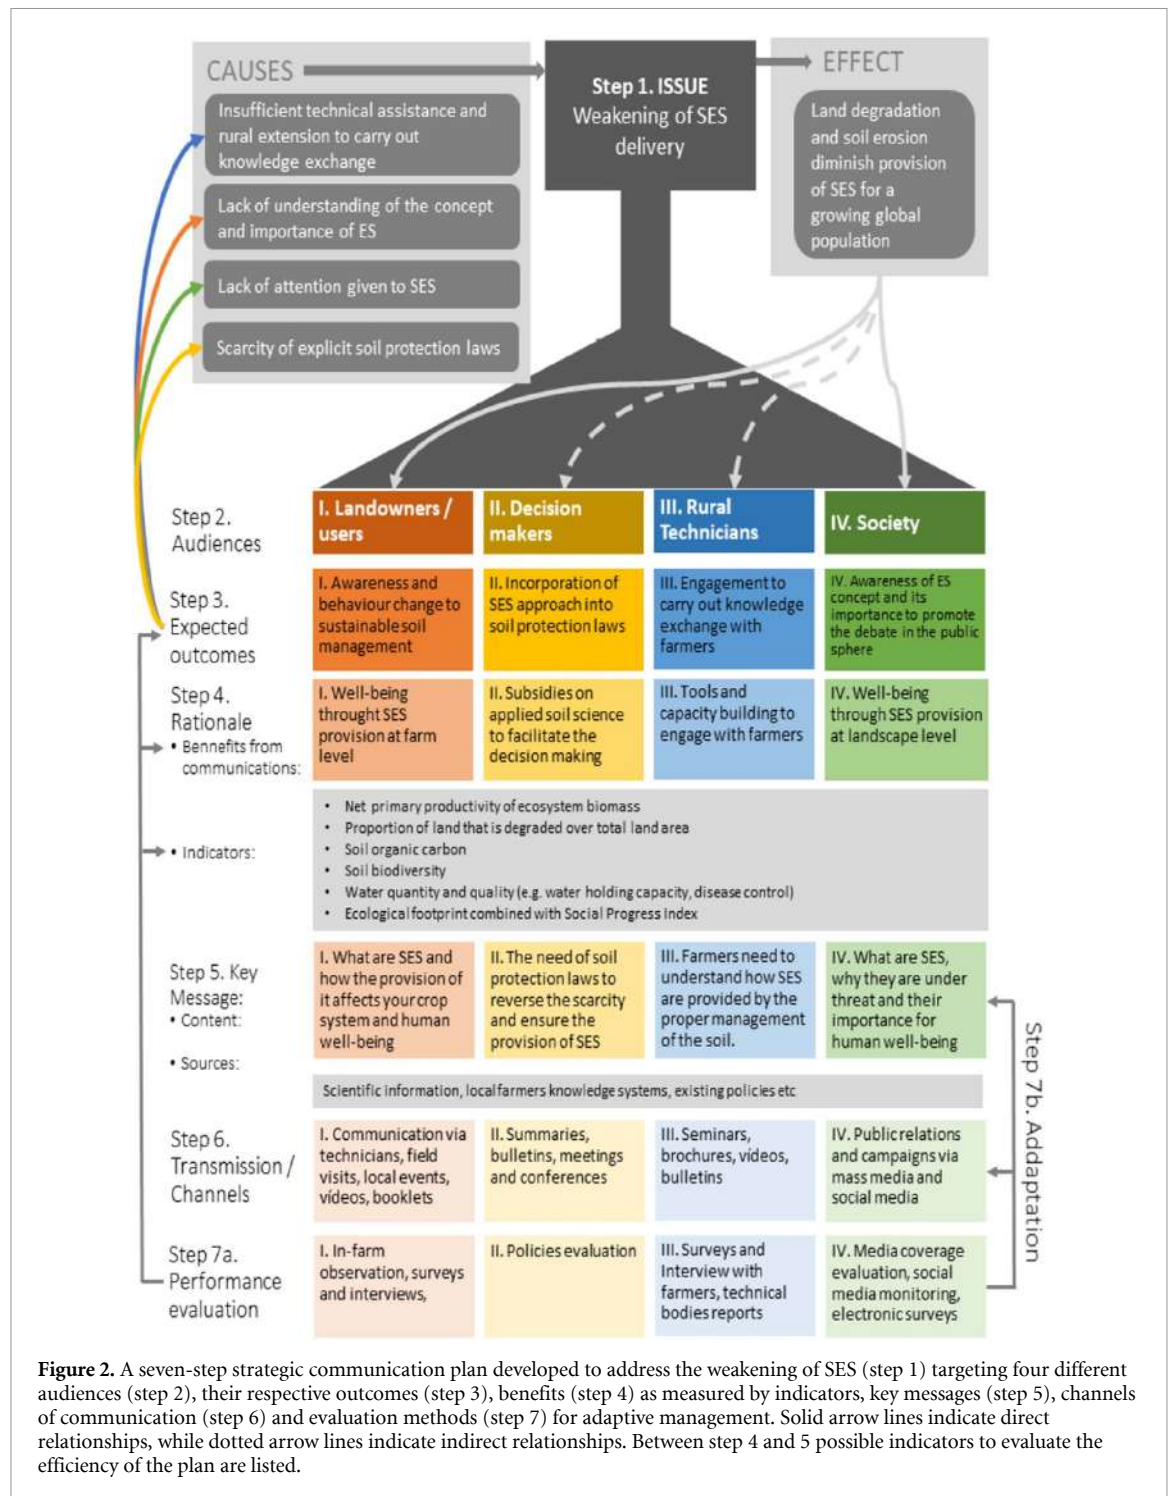 CAUSES
Insufficient technical assistance and
rural extension to carry out
knowledge exchange
Lack of understanding of the concept
and importance of ES
Lack of attention given to SES
Scarcity of explicit soil protection laws
Step 1. ISSUE
Weakening of SES
delivery
EFFECT
Land degradation
and soil erosion
diminish provision
of SES for a
growing global
population
Step 2.
Audiences
I. Landowners /
users
II. Decision
makers
III. Rural
Technicians
IV. Society
Step 3.
Expected
outcomes
I. Awareness and
behaviour change to
sustainable soil
management
II. Incorporation of
SES approach into
soil protection laws
III. Engagement to
carry out knowledge
exchange with
farmers
IV. Awareness of ES
concept and its
importance to promote
the debate in the public
sphere
Step 4.
Rationale
• Bennefits from
communications:
I. Well-being
throught SES
provision at farm
level
II. Subsidies on
applied soil science
to facilitate the
decision making
III. Tools and
capacity building to
engage with farmers
IV. Well-being
through SES provision
at landscape level
• Indicators:
• Net primary productivity of ecosystem biomass
• Proportion of land that is degraded over total land area
• Soil organic carbon
• Soil biodiversity
• Water quantity and quality (e.g. water holding capacity, disease control)
• Ecological footprint combined with Social Progress Index
Step 5. Key
Message:
• Content:
• Sources:
I. What are SES and
how the provision of
it affects your crop
system and human
well-being
II. The need of soil
protection laws to
reverse the scarcity
and ensure the
provision of SES
III. Farmers need to
understand how SES
are provided by the
proper management
of the soil.
IV. What are SES,
why they are under
threat and their
importance for
human well-being
Scientific information, local farmers knowledge systems, existing policies etc
Step 6.
Transmission /
Channels
I. Communication via
technicians, field
visits, local events,
vídeos, booklets
II. Summaries,
bulletins, meetings
and conferences
III. Seminars,
brochures, vídeos,
bulletins
IV. Public relations
and campaigns via
mass media and
social media
Step 7a.
Performance
evaluation
I. In-farm
observation, surveys
and interviews,
II. Policies evaluation
III. Surveys and
Interview with
farmers, technical
bodies reports
IV. Media coverage
evaluation, social
media monitoring,
electronic surveys
Step 7b. Addaptation
Figure 2. A seven-step strategic communication plan developed to address the weakening of SES (step 1) targeting four different
audiences (step 2), their respective outcomes (step 3), benefits (step 4) as measured by indicators, key messages (step 5), channels
of communication (step 6) and evaluation methods (step 7) for adaptive management. Solid arrow lines indicate direct
relationships, while dotted arrow lines indicate indirect relationships. Between step 4 and 5 possible indicators to evaluate the
efficiency of the plan are listed.